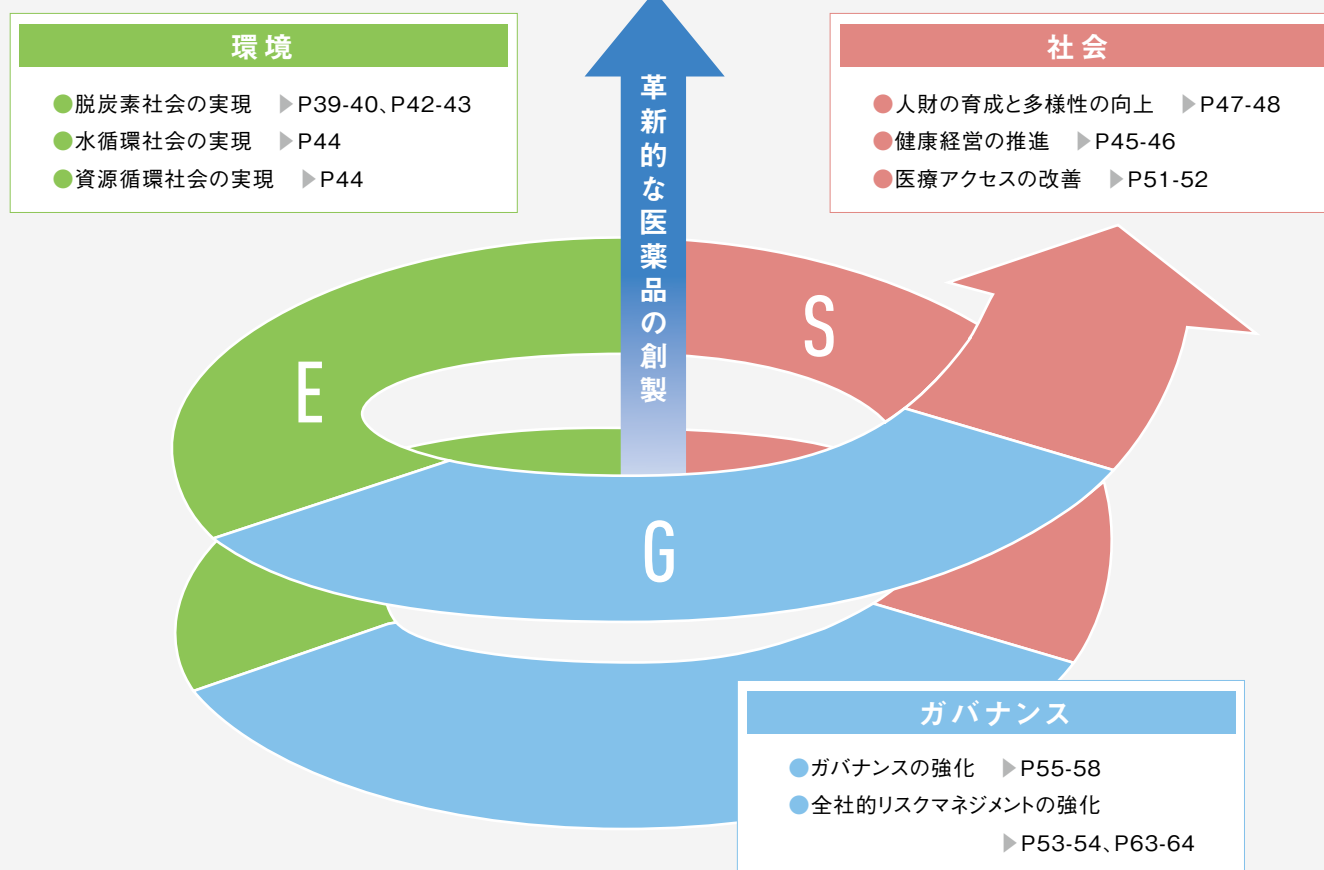 環境
●脱炭素社会の実現 ▶P39-40、P42-43
●水循環社会の実現 ▶P44
●資源循環社会の実現 ▶P44
革新的な医薬品の創製
社会
●人財の育成と多様性の向上 ▶P47-48
●健康経営の推進 ▶P45-46
●医療アクセスの改善 ▶P51-52
E
S
G
ガバナンス
●ガバナンスの強化 ▶P55-58
●全社的リスクマネジメントの強化
▶P53-54、P63-64